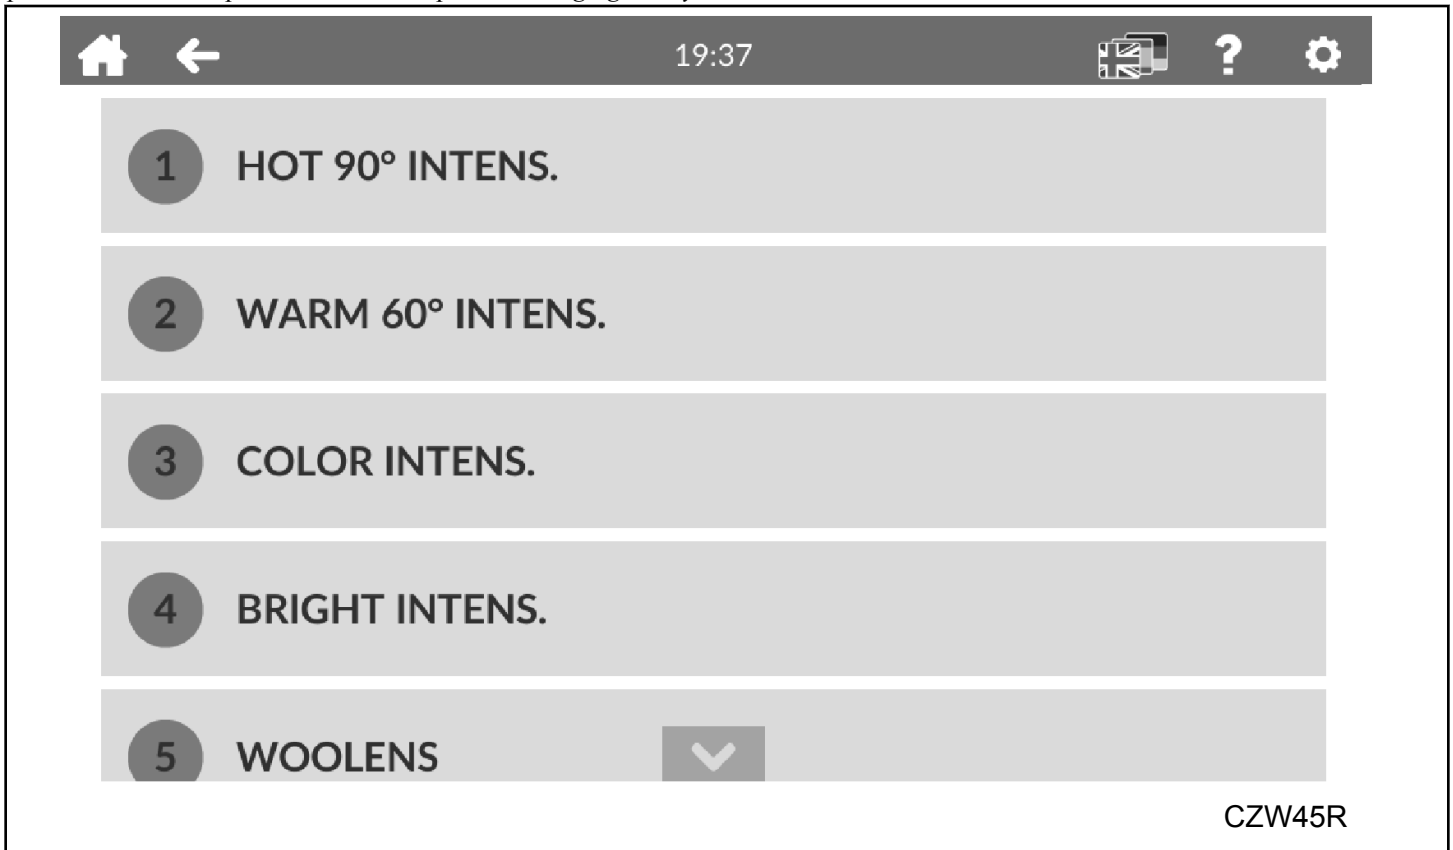 19:37
?
1 HOT 90° INTENS.
2 WARM 60° INTENS.
3 COLOR INTENS.
4 BRIGHT INTENS.
5 WOOLENS
CZW45R